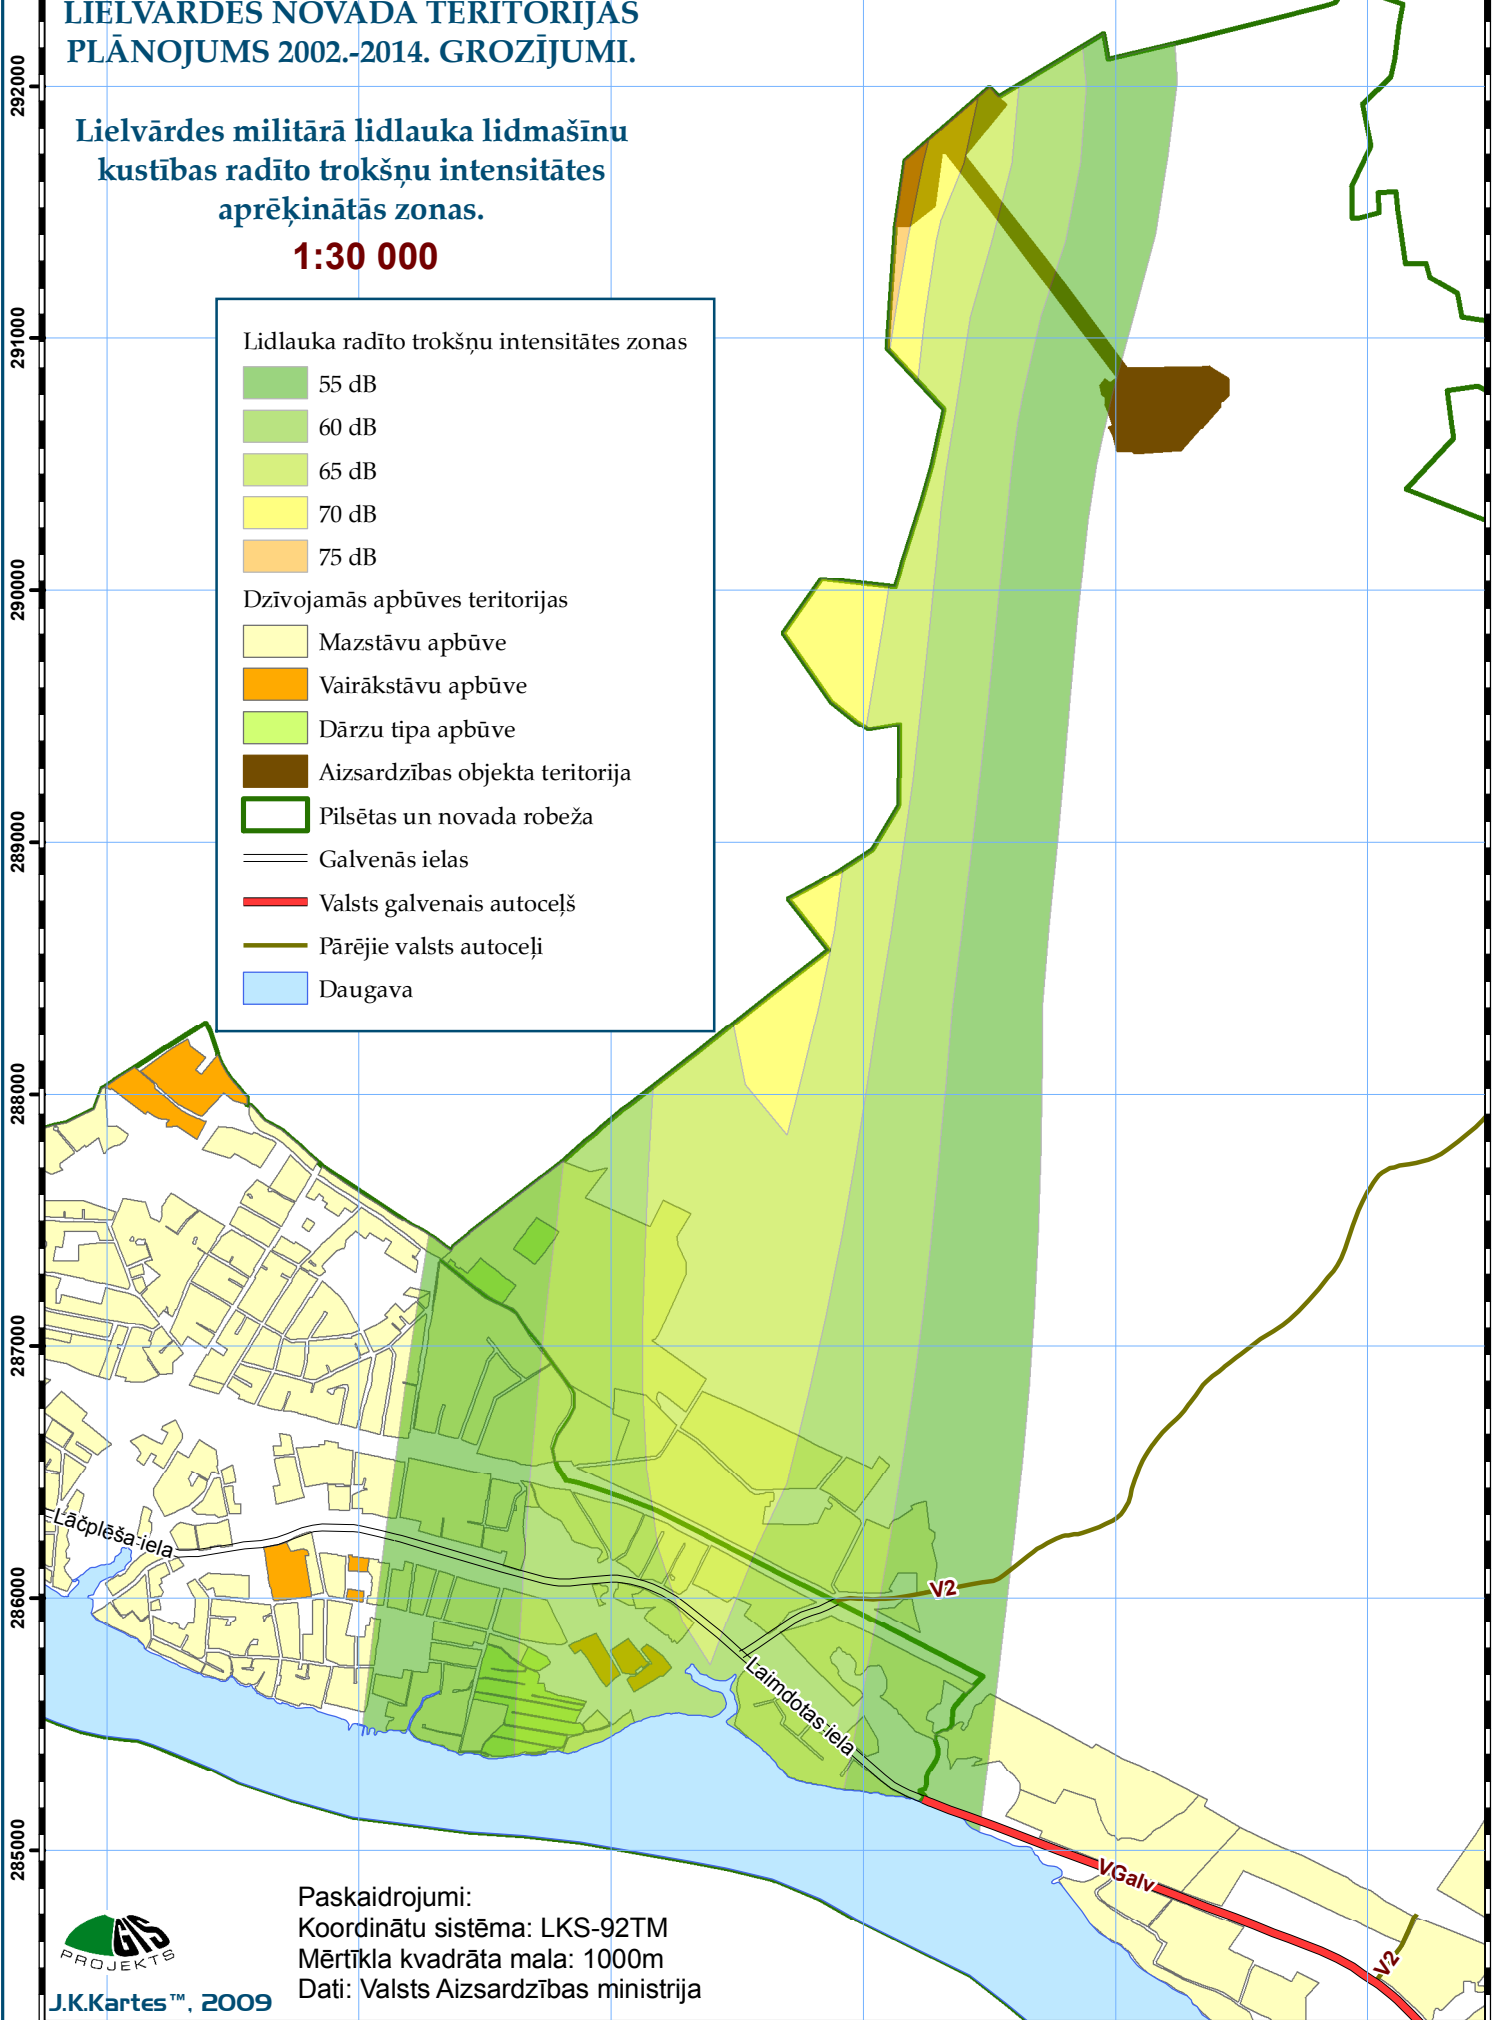 LIELVĀRDES NOVADA TERITORIJAS
PLĀNOJUMS 2002.-2014. GROZĪJUMI.
Lielvārdes militārā lidlauka lidmašīnu
kustības radīto trokšņu intensitātes
aprēķinātās zonas.
1:30 000
Lidlauka radīto trokšņu intensitātes zonas
55 dB
60 dB
65 dB
70 dB
75 dB
Dzīvojamās apbūves teritorijas
Mazstāvu apbūve
Vairākstāvu apbūve
Dārzu tipa apbūve
Aizsardzības objekta teritorija
Pilsētas un novada robeža
Galvenās ielas
Valsts galvenais autoceļš
Pārējie valsts autoceļi
Daugava
292000
291000
290000
289000
288000
287000
286000
285000
Lāčplēša iela
V2
Laimdotas iela
VGalv
V2
Paskaidrojumi:
Koordinātu sistēma: LKS-92TM
Mērtīkla kvadrāta mala: 1000m
Dati: Valsts Aizsardzības ministrija
GIS
PROJEKTS
J.K.Kartes™, 2009